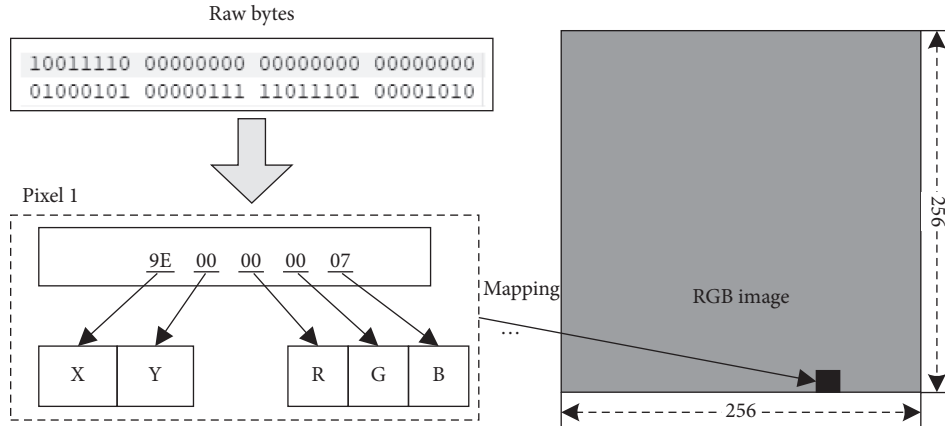 Raw bytes
10011110 00000000 00000000 00000000
01000101 00000111 11011101 00001010
Pixel 1
9E 00 00 00 07
X Y R G B
Mapping
...
RGB image
256
256